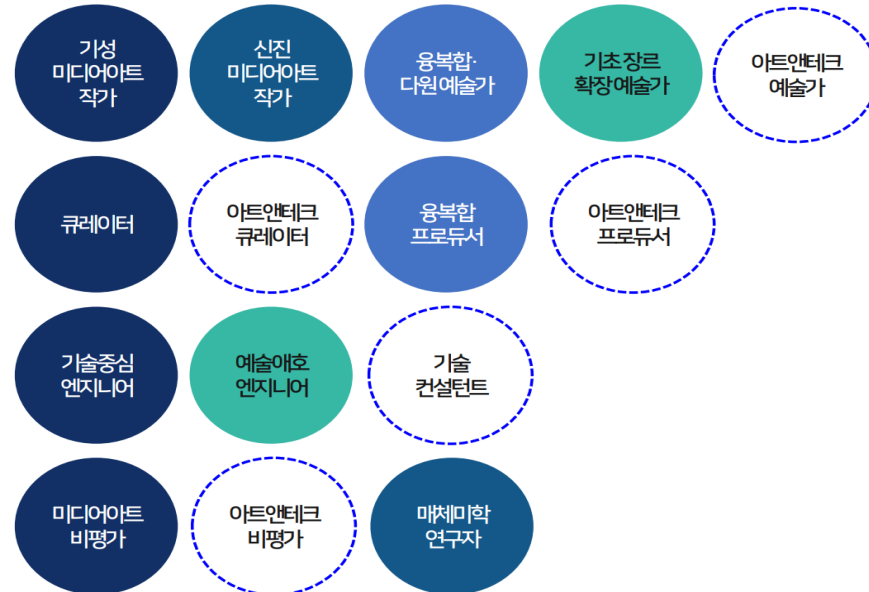 기성
미디어아트
작가
신진
미디어아트
작가
융복합·
다원 예술가
기초 장르
확장 예술가
아트앤테크
예술가
큐레이터
아트앤테크
큐레이터
융복합
프로듀서
아트앤테크
프로듀서
기술중심
엔지니어
예술애호
엔지니어
기술
컨설턴트
미디어아트
비평가
아트앤테크
비평가
매체미학
연구자